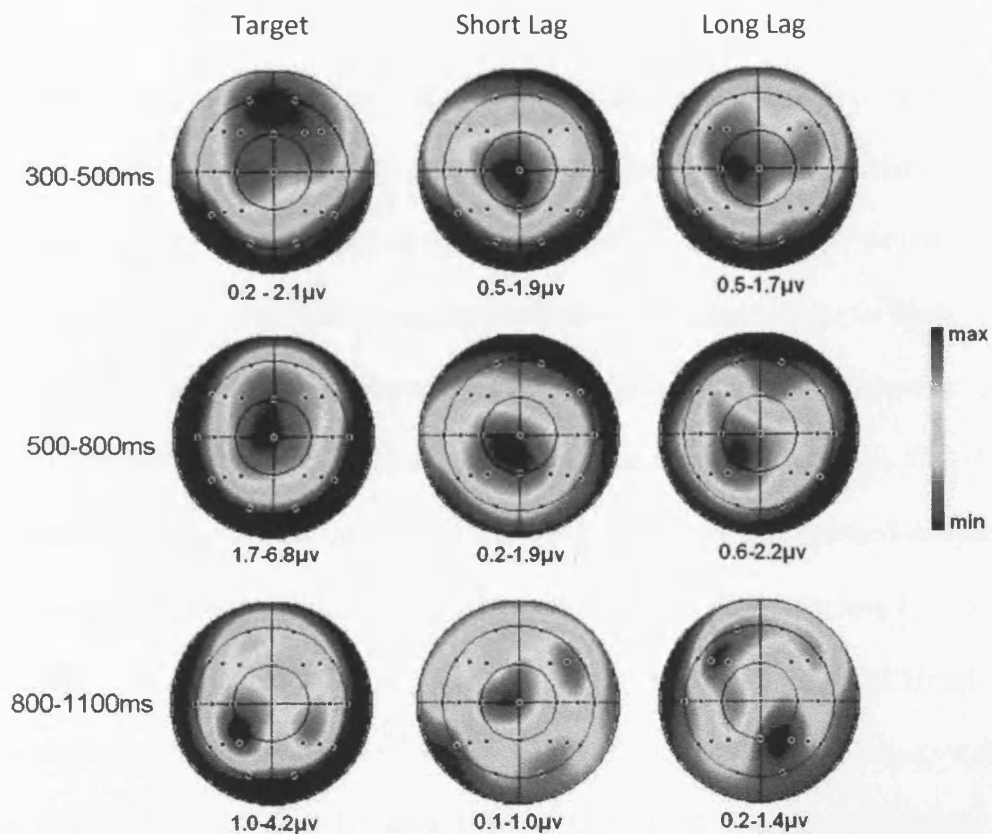 Target Short Lag Long Lag
300-500ms
0.2 - 2.1µv 0.5-1.9µv 0.5-1.7µv
max
500-800ms
min
1.7-6.8µv 0.2-1.9µv 0.6-2.2µv
800-1100ms
1.0-4.2µv 0.1-1.0µv 0.2-1.4µv